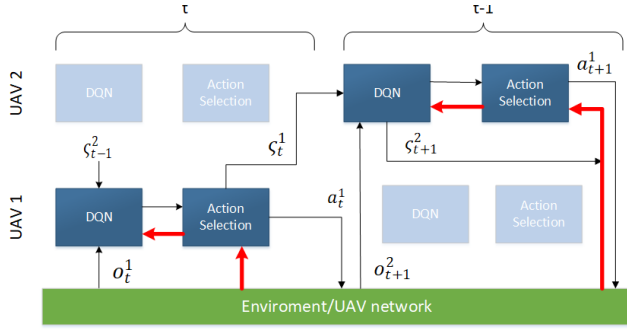 UAV 2
DQN
Action
Selection
DQN
Action
Selection
a¹ₜ₊₁
ς¹ₜ
ς²ₜ₊₁
ς²ₜ₋₁
UAV 1
DQN
Action
Selection
a¹ₜ
DQN
Action
Selection
o¹ₜ
o²ₜ₊₁
Enviroment/UAV network